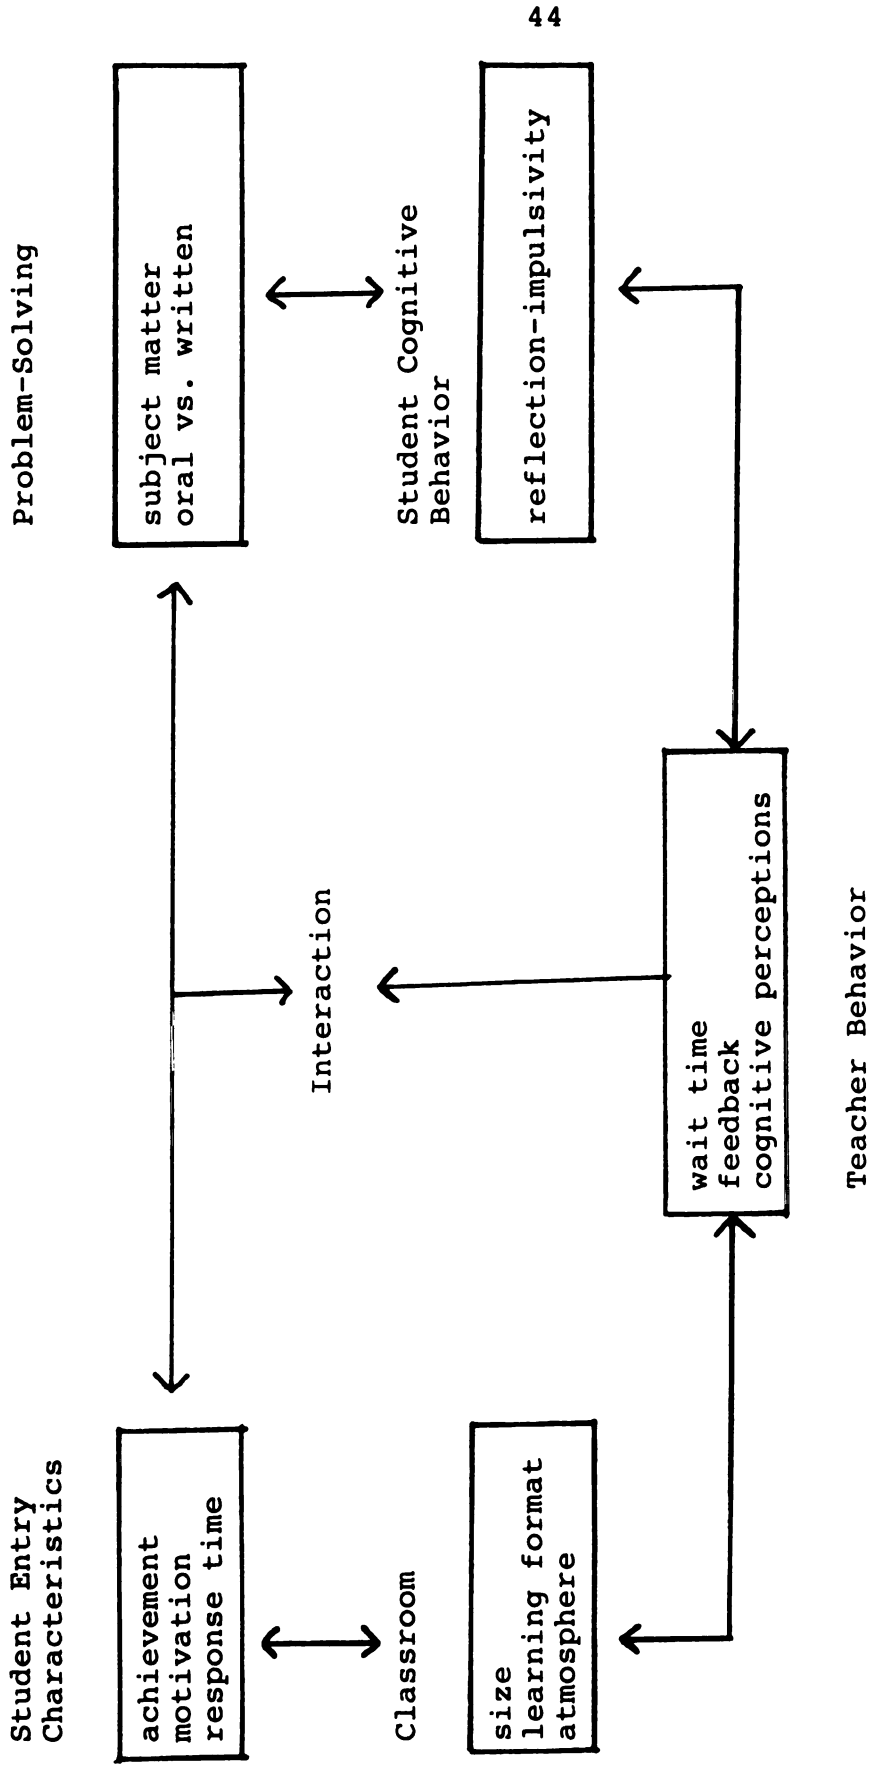 44
Student Entry
Characteristics
achievement
motivation
response time
Classroom
size
learning format
atmosphere
Interaction
wait time
feedback
cognitive perceptions
Teacher Behavior
Problem-Solving
subject matter
oral vs. written
Student Cognitive
Behavior
reflection-impulsivity